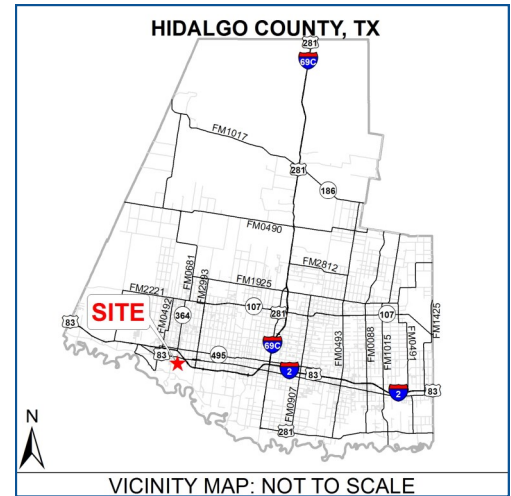 HIDALGO COUNTY, TX
281
69C
FM1017
281
186
FM0490
FM0681
FM2993
FM2812
FM1925
FM2221
FM0492
364
107
281
107
FM1425
83
SITE
69C
495
83
FM0493
FM0088
FM1015
FM0491
2
83
2
83
FM0907
281
N
VICINITY MAP: NOT TO SCALE